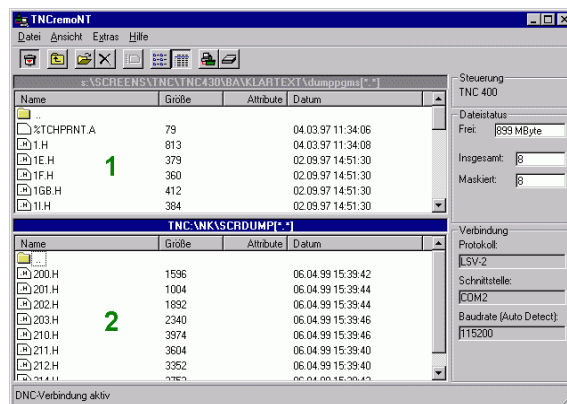 TNCremoNT
Datei Ansicht Extras Hilfe
s:\SCREENS\TNC\TNC430\BA\KLARTEXT\dumppgms[*.*]
Name Größe Attribute Datum
..
%TCHPRNT.A 79 04.03.97 11:34:06
1.H 813 04.03.97 11:34:08
1E.H 379 02.09.97 14:51:30
1F.H 360 02.09.97 14:51:30
1GB.H 412 02.09.97 14:51:30
1I.H 384 02.09.97 14:51:30
1
TNC:\NK\SCRDUMP[*.*]
Name Größe Attribute Datum
..
200.H 1596 06.04.99 15:39:42
201.H 1004 06.04.99 15:39:44
202.H 1892 06.04.99 15:39:44
203.H 2340 06.04.99 15:39:46
210.H 3974 06.04.99 15:39:46
211.H 3604 06.04.99 15:39:40
212.H 3352 06.04.99 15:39:40
2
Steuerung
TNC 400
Dateistatus
Frei: 899 MByte
Insgesamt: 8
Maskiert: 8
Verbindung
Protokoll:
LSV-2
Schnittstelle:
COM2
Baudrate (Auto Detect):
115200
DNC-Verbindung aktiv